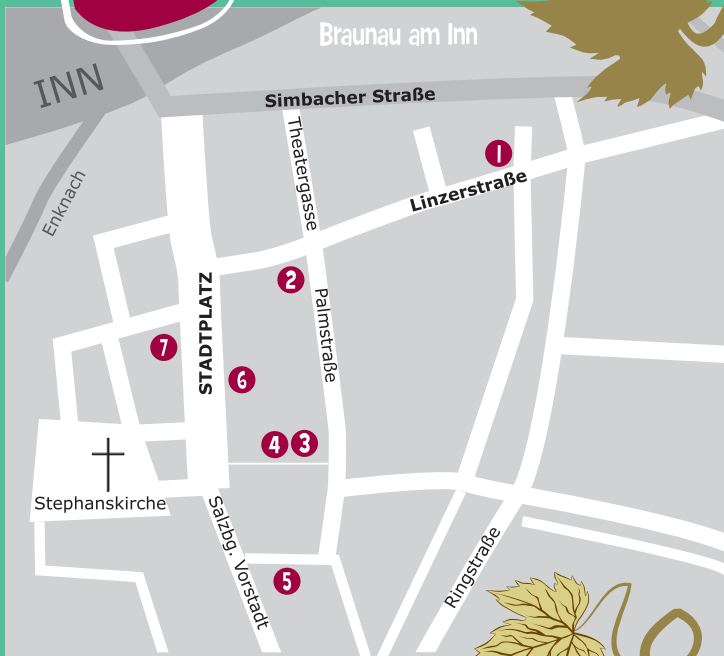 Braunau am Inn
INN
Simbacher Straße
Theatergasse
1
Linzerstraße
Enknach
2
STADTPLATZ
Palmstraße
7
6
4 3
Stephanskirche
Salzbg. Vorstadt
Ringstraße
5